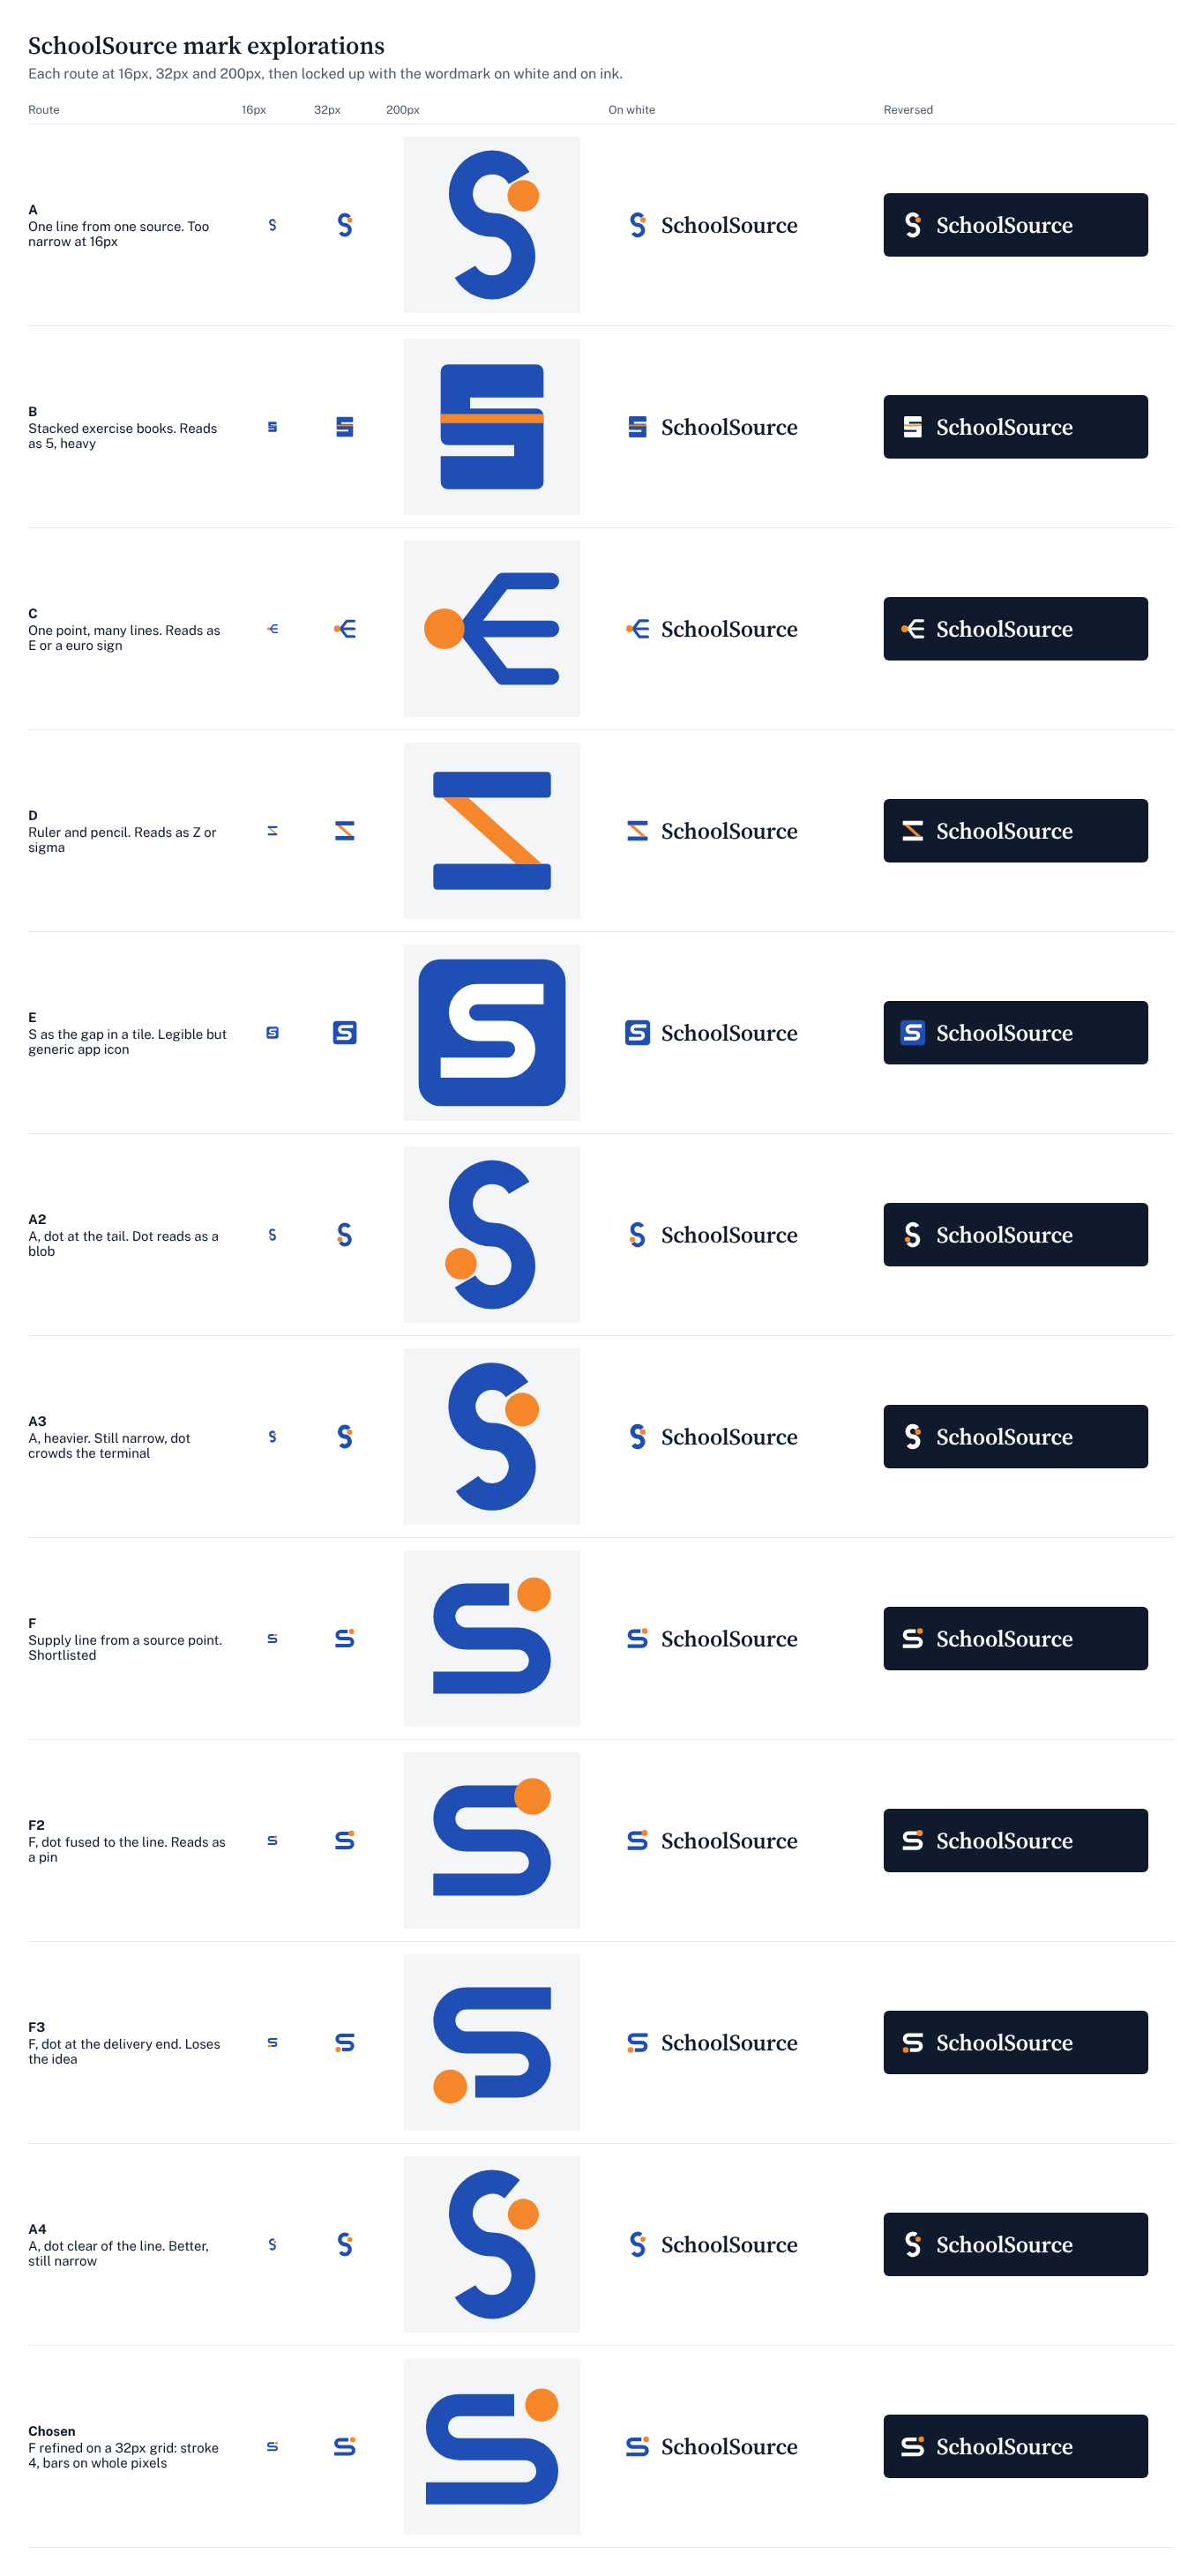 SchoolSource mark explorations
Each route at 16px, 32px and 200px, then locked up with the wordmark on white and on ink.
Route 16px 32px 200px On white Reversed
A
One line from one source. Too
narrow at 16px
SchoolSource SchoolSource
B
Stacked exercise books. Reads
as 5, heavy
SchoolSource SchoolSource
C
One point, many lines. Reads as
E or a euro sign
SchoolSource SchoolSource
D
Ruler and pencil. Reads as Z or
sigma
SchoolSource SchoolSource
E
S as the gap in a tile. Legible but
generic app icon
SchoolSource SchoolSource
A2
A, dot at the tail. Dot reads as a
blob
SchoolSource SchoolSource
A3
A, heavier. Still narrow, dot
crowds the terminal
SchoolSource SchoolSource
F
Supply line from a source point.
Shortlisted
SchoolSource SchoolSource
F2
F, dot fused to the line. Reads as
a pin
SchoolSource SchoolSource
F3
F, dot at the delivery end. Loses
the idea
SchoolSource SchoolSource
A4
A, dot clear of the line. Better,
still narrow
SchoolSource SchoolSource
Chosen
F refined on a 32px grid: stroke
4, bars on whole pixels
SchoolSource SchoolSource